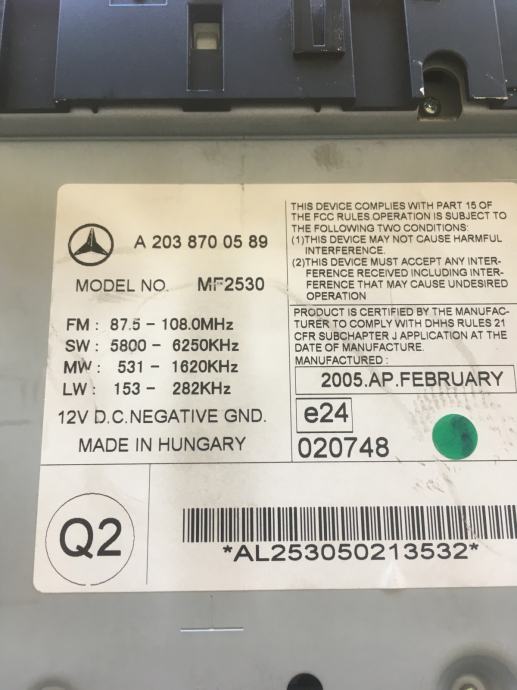 A 203 870 05 89
MODEL NO. MF2530
FM : 87.5 - 108.0MHz
SW : 5800 - 6250KHz
MW : 531 - 1620KHz
LW : 153 - 282KHz
12V D.C.NEGATIVE GND.
MADE IN HUNGARY
THIS DEVICE COMPLIES WITH PART 15 OF
THE FCC RULES.OPERATION IS SUBJECT TO
THE FOLLOWING TWO CONDITIONS:
(1)THIS DEVICE MAY NOT CAUSE HARMFUL
INTERFERENCE.
(2)THIS DEVICE MUST ACCEPT ANY INTER-
FERENCE RECEIVED INCLUDING INTER-
FERENCE THAT MAY CAUSE UNDESIRED
OPERATION
PRODUCT IS CERTIFIED BY THE MANUFAC-
TURER TO COMPLY WITH DHHS RULES 21
CFR SUBCHAPTER J APPLICATION AT THE
DATE OF MANUFACTURE.
MANUFACTURED :
2005.AP.FEBRUARY
e24
020748
Q2
*AL253050213532*